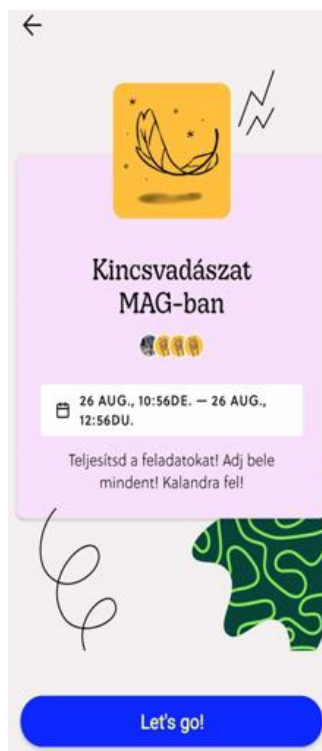 Kincsvadászat
MAG-ban
26 AUG., 10:56DE. — 26 AUG.,
12:56DU.
Teljesítsd a feladatokat! Adj bele
mindent! Kalandra fel!
Let's go!